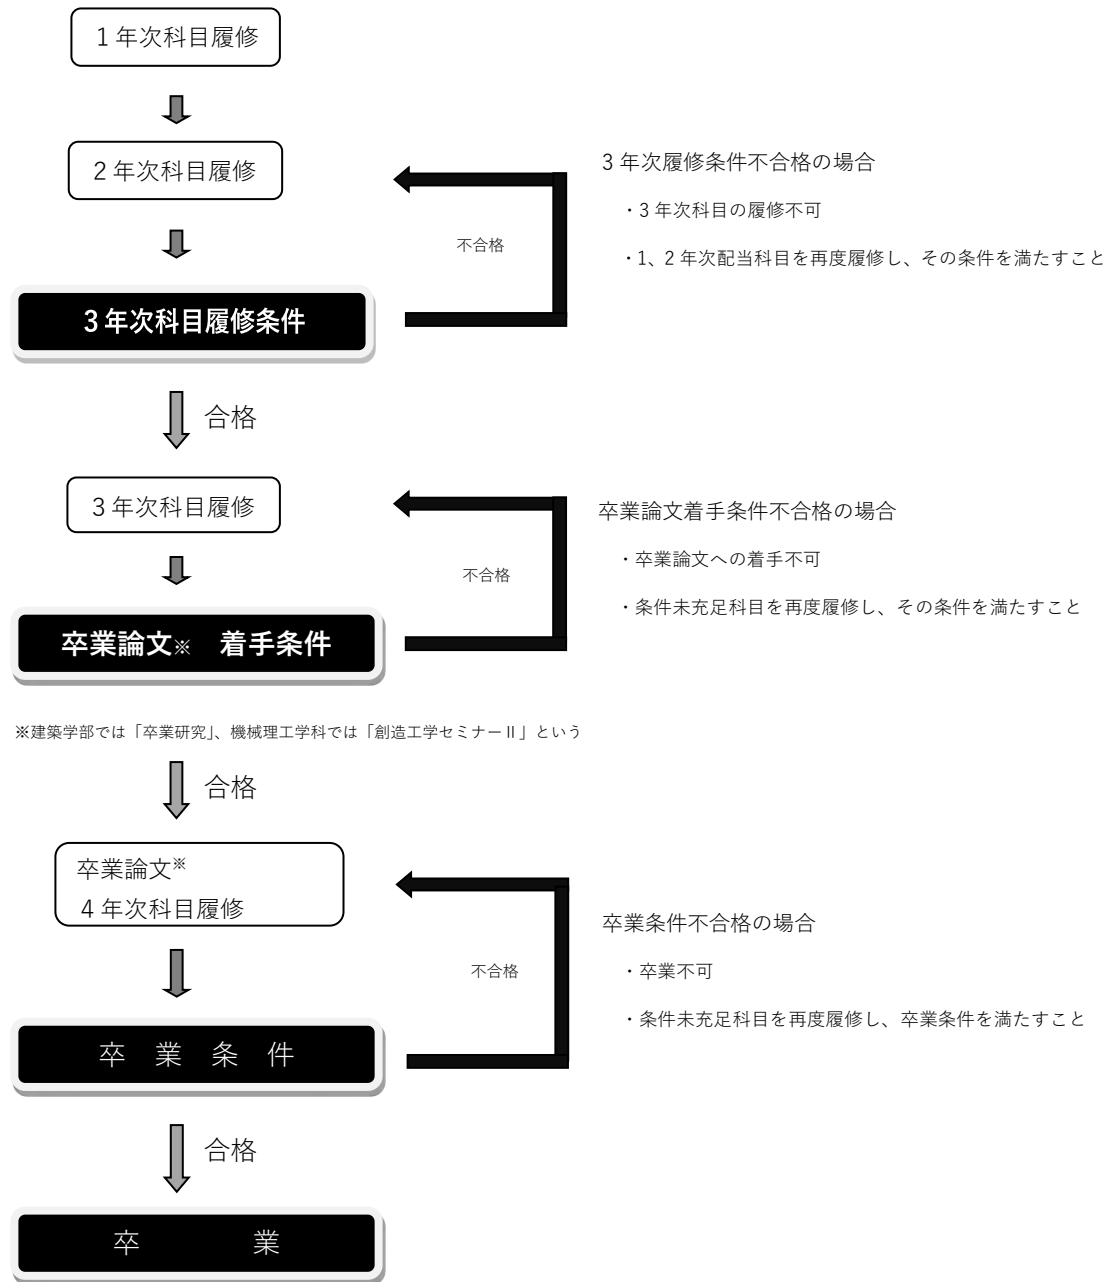 1年次科目履修
2年次科目履修
3年次履修条件不合格の場合
・3年次科目の履修不可
不合格
・1、2年次配当科目を再度履修し、その条件を満たすこと
3年次科目履修条件
合格
3年次科目履修
卒業論文着手条件不合格の場合
・卒業論文への着手不可
不合格
・条件未充足科目を再度履修し、その条件を満たすこと
卒業論文※ 着手条件
※建築学部では「卒業研究」、機械理工学科では「創造工学セミナーⅡ」という
合格
卒業論文※
4年次科目履修
卒業条件不合格の場合
不合格
・卒業不可
・条件未充足科目を再度履修し、卒業条件を満たすこと
卒 業 条 件
合格
卒 業